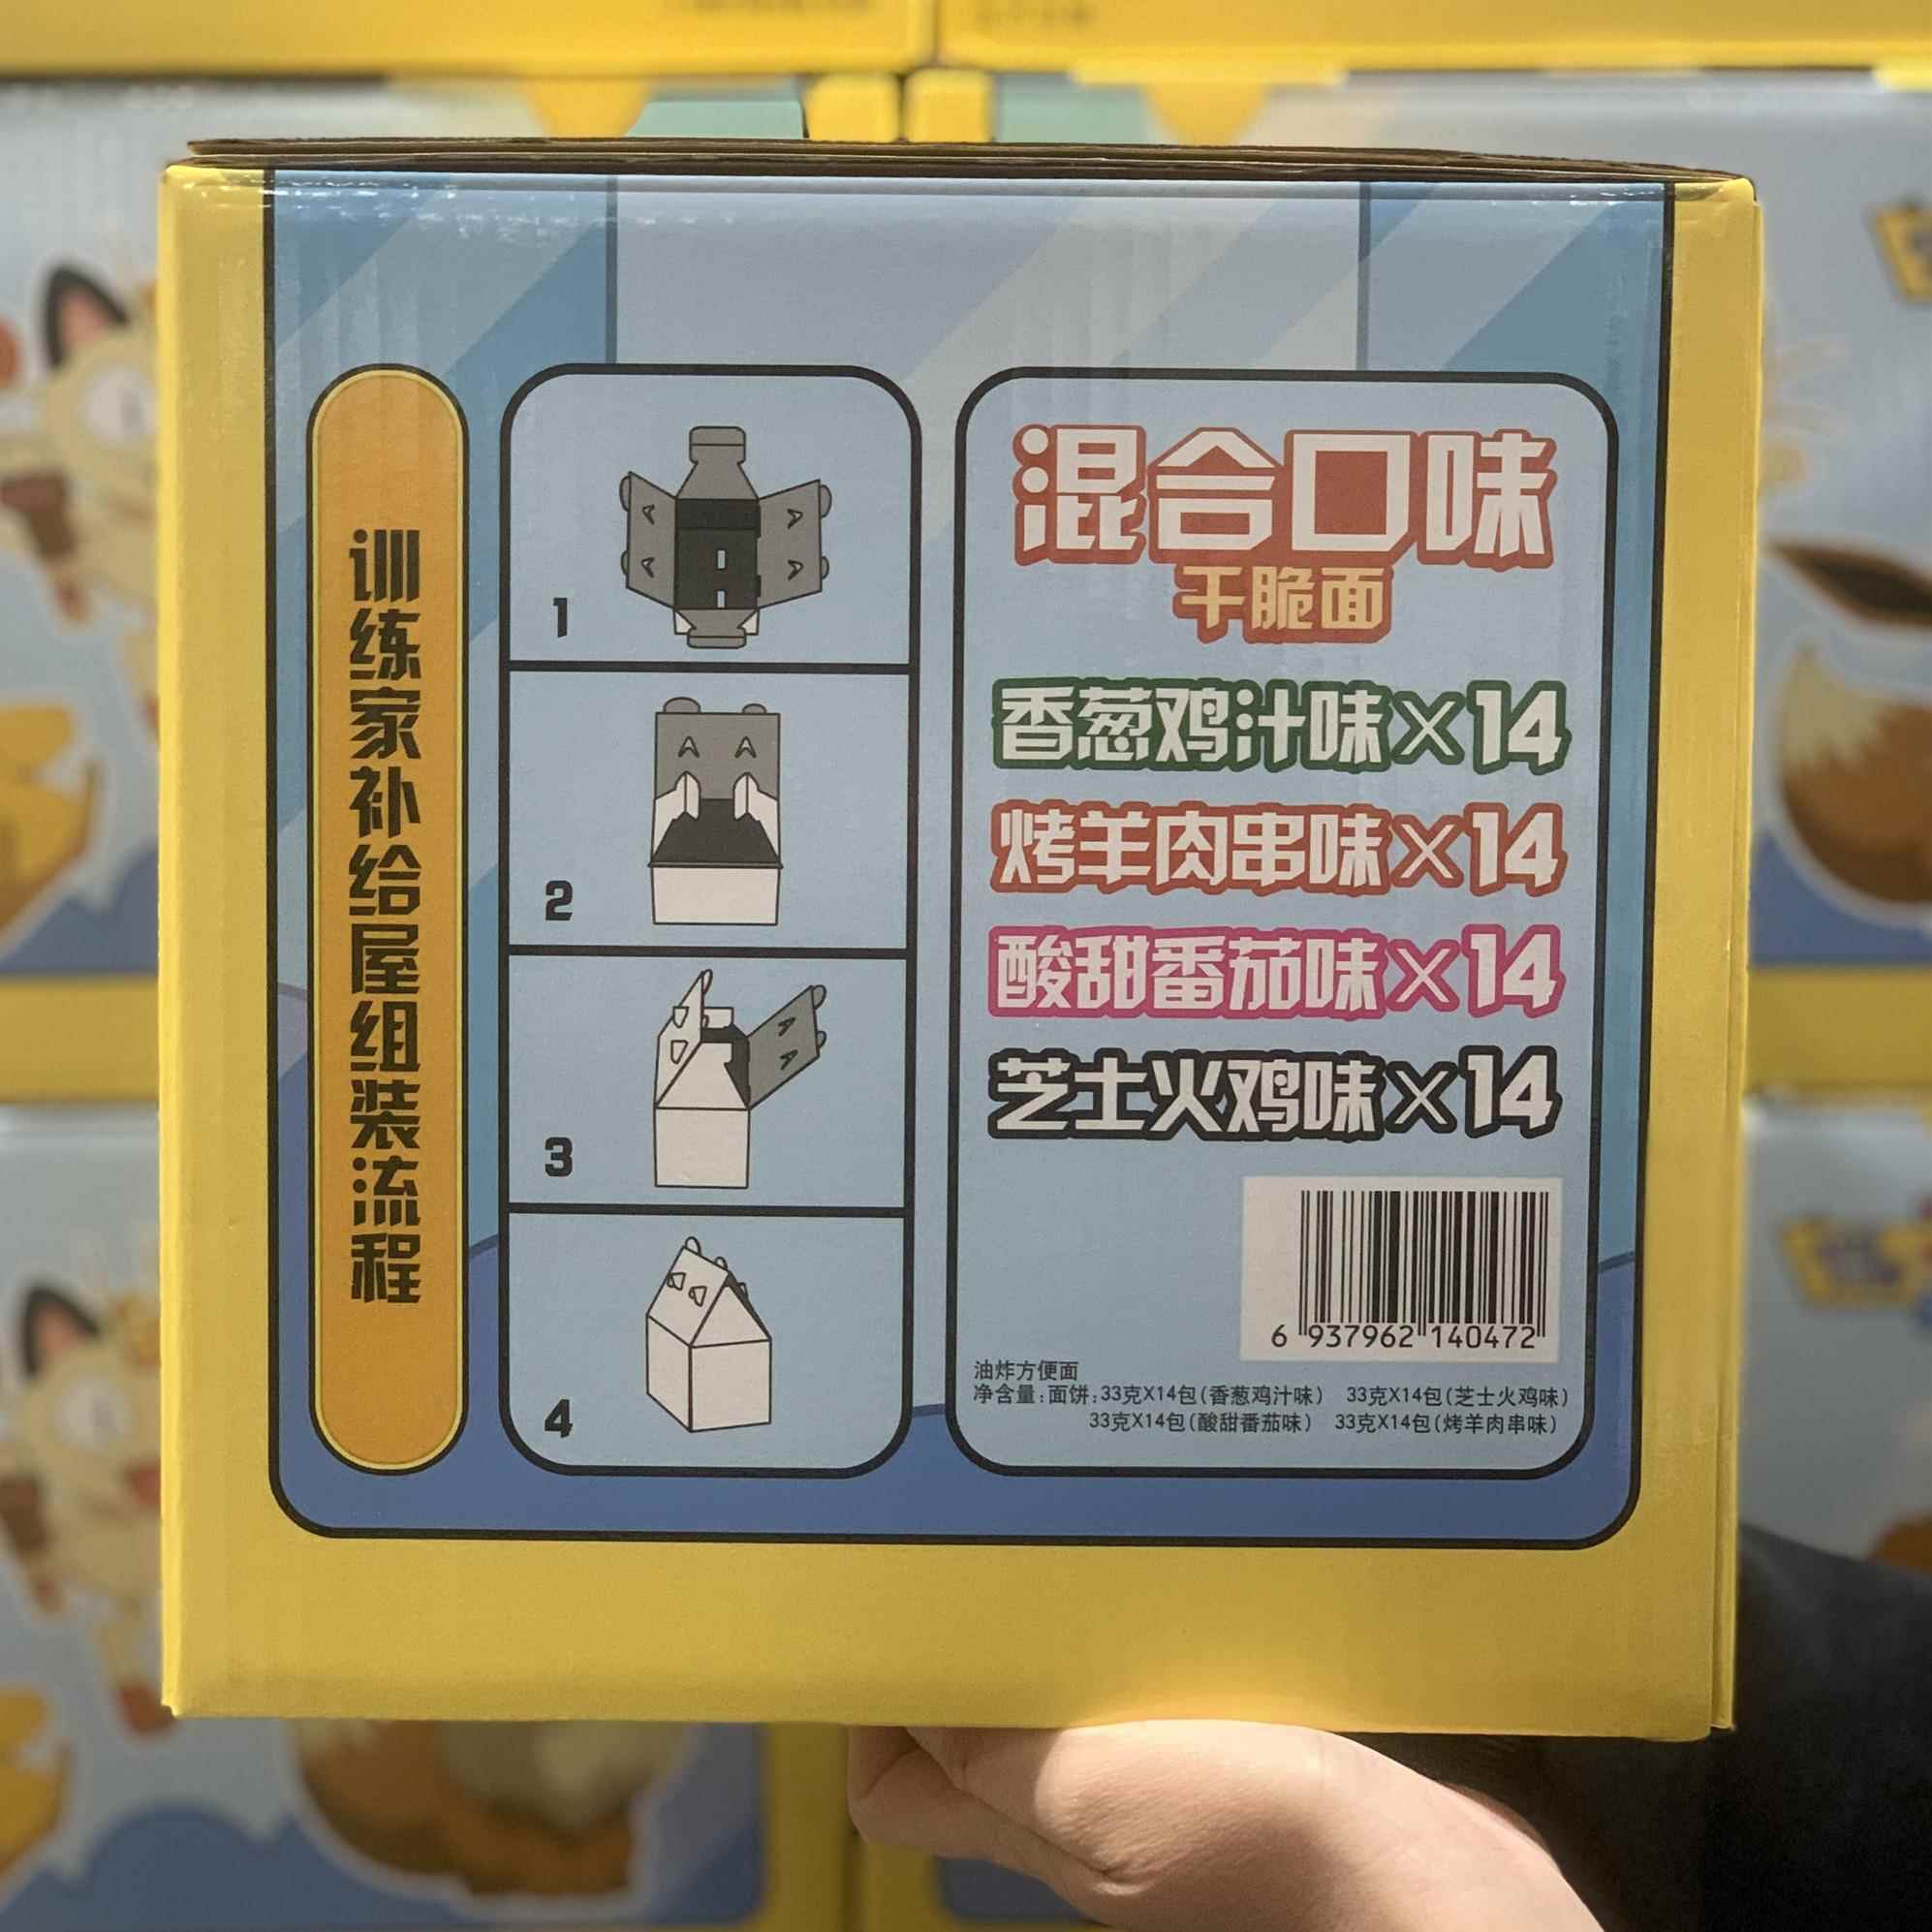 训练家补给屋组装流程
1
2
3
4
混合口味
干脆面
香葱鸡汁味×14
烤羊肉串味×14
酸甜番茄味×14
芝士火鸡味×14
6 937962 140472
油炸方便面
净含量:面饼:33克X14包(香葱鸡汁味) 33克X14包(芝士火鸡味)
33克X14包(酸甜番茄味) 33克X14包(烤羊肉串味)